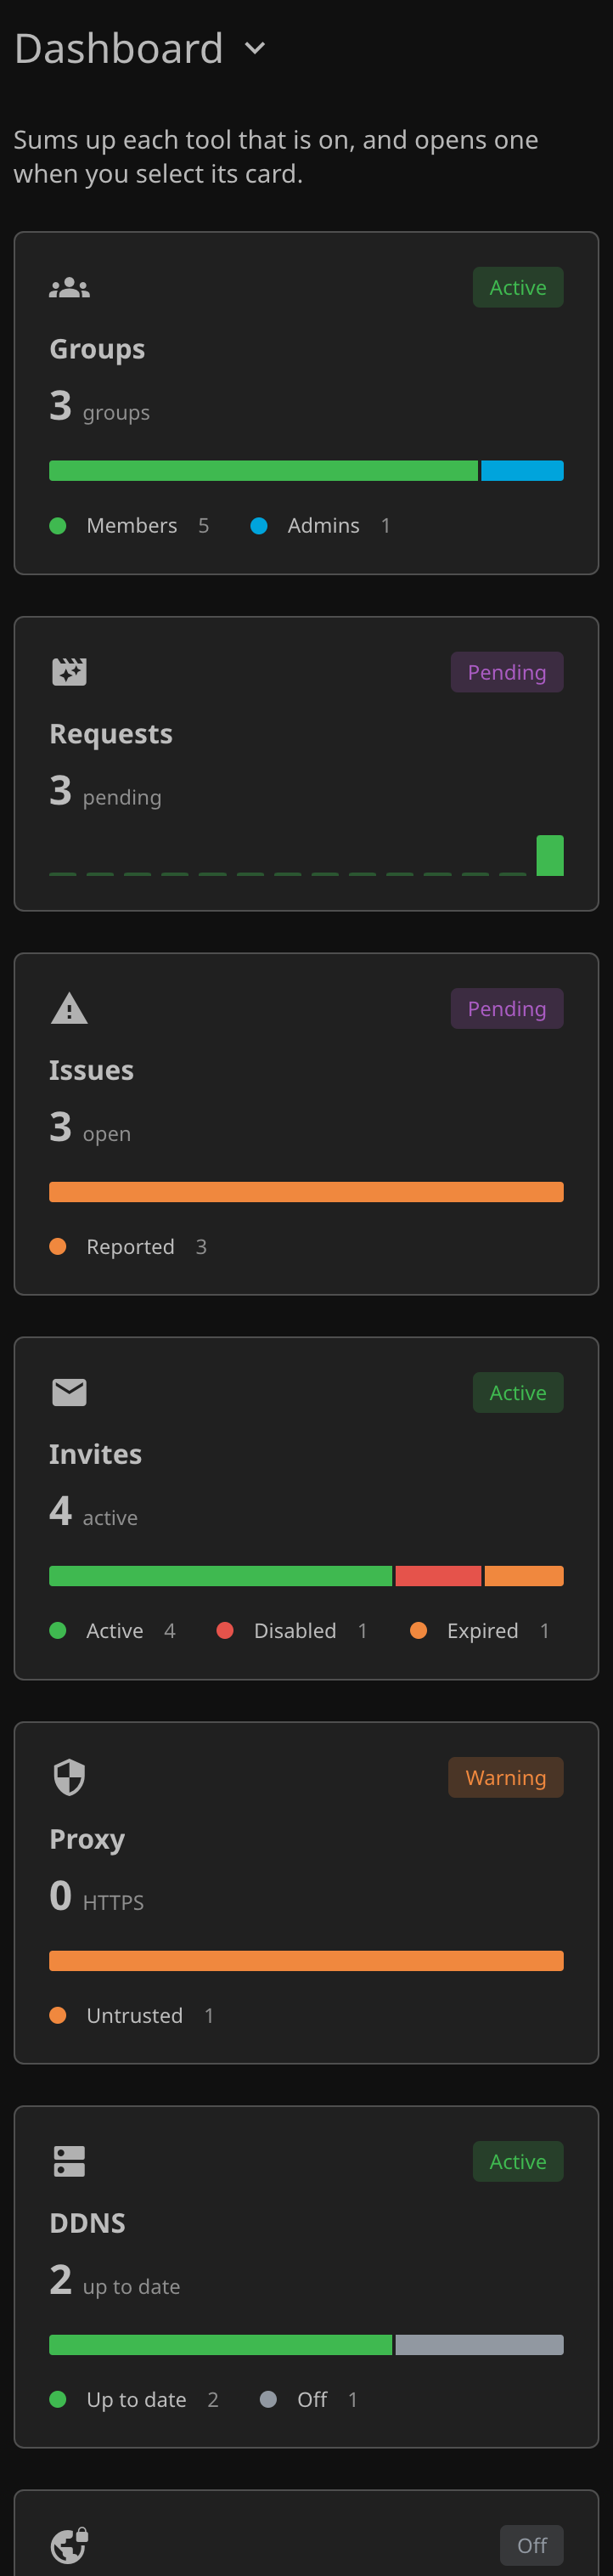 Dashboard
Sums up each tool that is on, and opens one
when you select its card.
Active
Groups
3 groups
Members 5 Admins 1
Pending
Requests
3 pending
Pending
Issues
3 open
Reported 3
Active
Invites
4 active
Active 4 Disabled 1 Expired 1
Warning
Proxy
0 HTTPS
Untrusted 1
Active
DDNS
2 up to date
Up to date 2 Off 1
Off